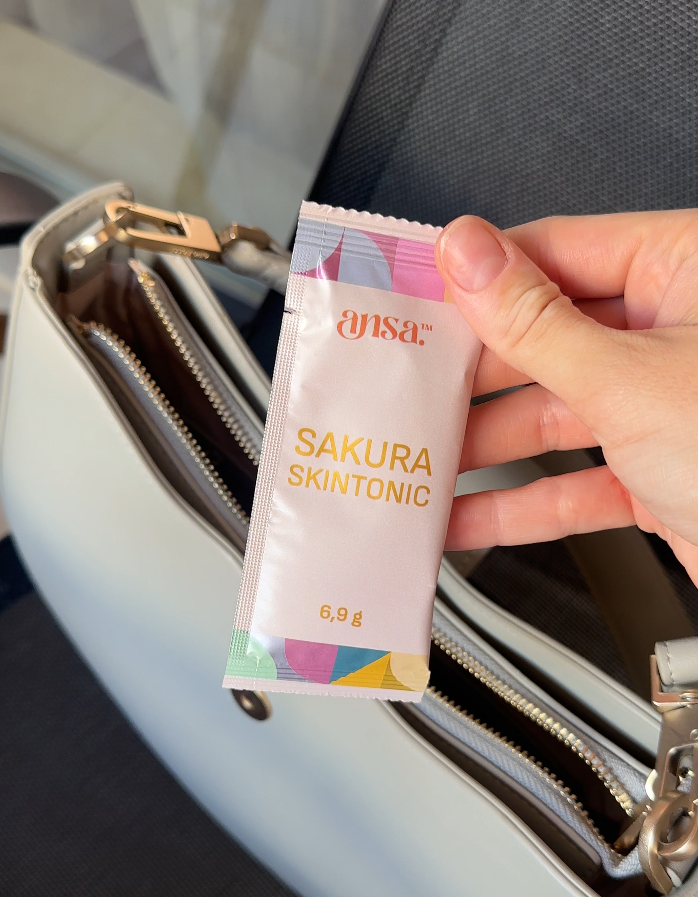 ansa.™
SAKURA
SKINTONIC
6,9 g